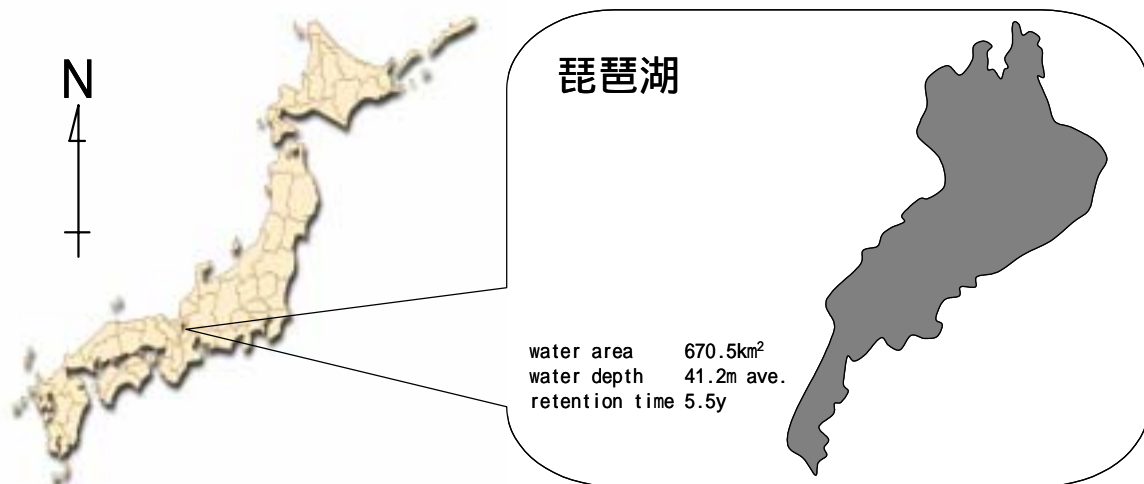 N
琵琶湖
water area 670.5km²
water depth 41.2m ave.
retention time 5.5y